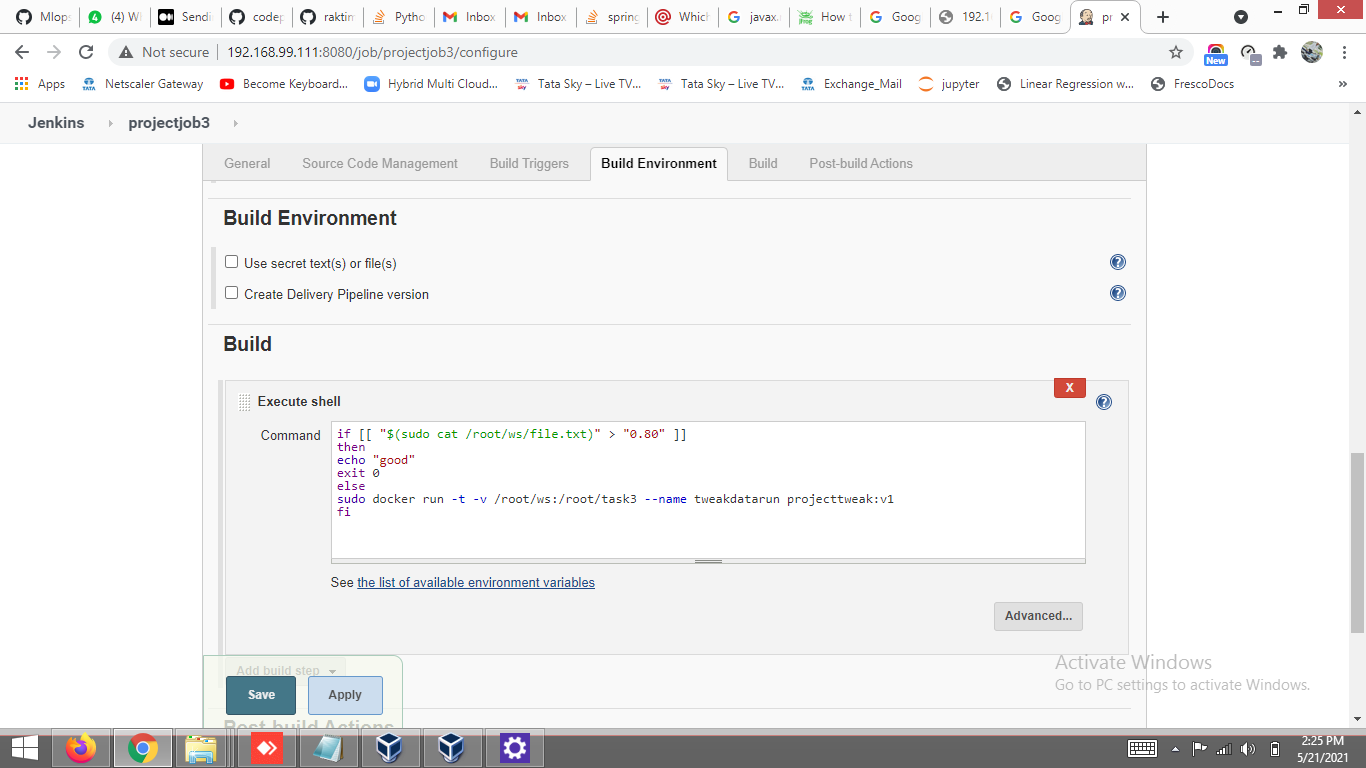 Mlops
(4) W
Sendi
codep
raktim
Pytho
Inbox
Inbox
spring
Which
javax.
How t
Goog
192.1
Goog
pr
Not secure
192.168.99.111:8080/job/projectjob3/configure
New
Apps
Netscaler Gateway
Become Keyboard...
Hybrid Multi Cloud...
Tata Sky – Live TV...
Tata Sky – Live TV...
Exchange_Mail
jupyter
Linear Regression w...
FrescoDocs
»
Jenkins
projectjob3
General
Source Code Management
Build Triggers
Build Environment
Build
Post-build Actions
Build Environment
Use secret text(s) or file(s)
Create Delivery Pipeline version
Build
X
Execute shell
Command
if [[ "$(sudo cat /root/ws/file.txt)" > "0.80" ]]
then
echo "good"
exit 0
else
sudo docker run -t -v /root/ws:/root/task3 --name tweakdatarun projecttweak:v1
fi
See the list of available environment variables
Advanced...
Add build step
Save
Apply
Post-build Actions
Activate Windows
Go to PC settings to activate Windows.
2:25 PM
5/21/2021